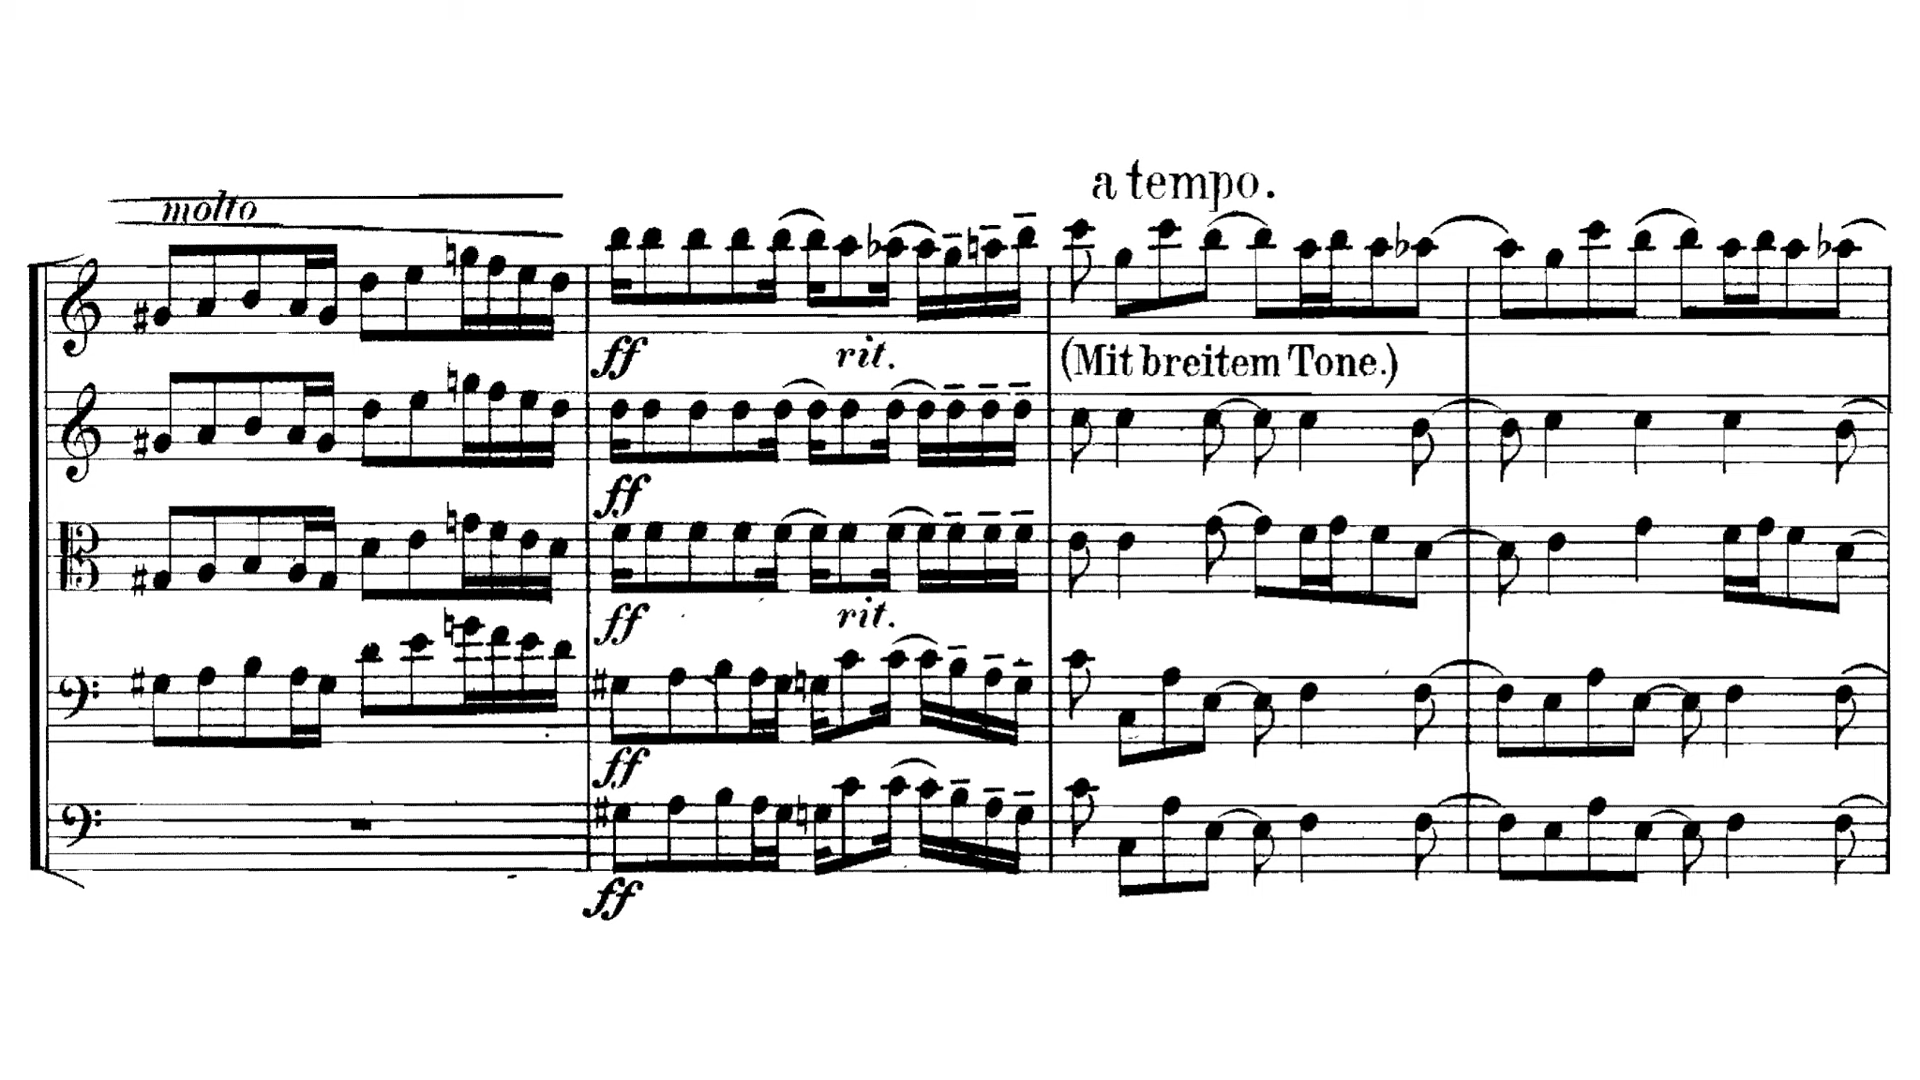 a tempo.
molto
ff rit.
(Mit breitem Tone.)
ff
ff rit.
ff
ff